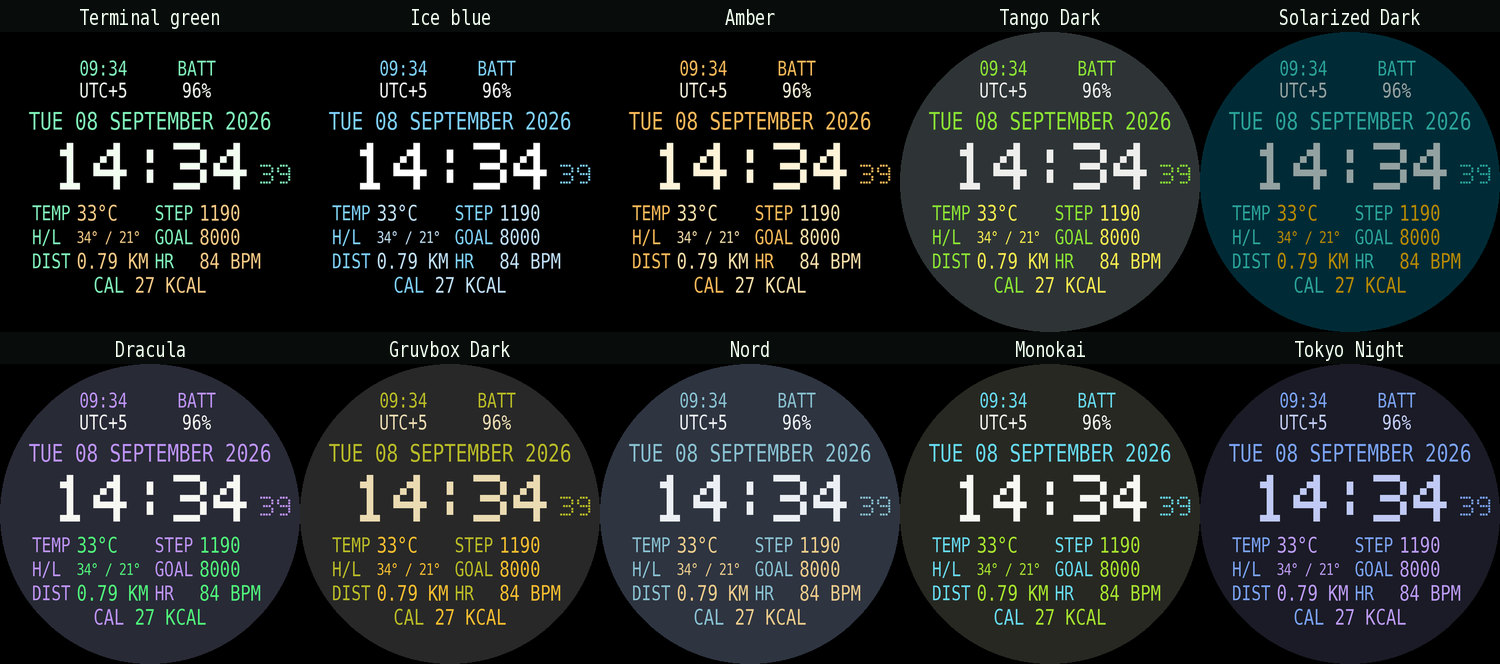 Terminal green
09:34 BATT
UTC+5 96%
TUE 08 SEPTEMBER 2026
14:34 39
TEMP 33°C STEP 1190
H/L 34° / 21° GOAL 8000
DIST 0.79 KM HR 84 BPM
CAL 27 KCAL
Ice blue
09:34 BATT
UTC+5 96%
TUE 08 SEPTEMBER 2026
14:34 39
TEMP 33°C STEP 1190
H/L 34° / 21° GOAL 8000
DIST 0.79 KM HR 84 BPM
CAL 27 KCAL
Amber
09:34 BATT
UTC+5 96%
TUE 08 SEPTEMBER 2026
14:34 39
TEMP 33°C STEP 1190
H/L 34° / 21° GOAL 8000
DIST 0.79 KM HR 84 BPM
CAL 27 KCAL
Tango Dark
09:34 BATT
UTC+5 96%
TUE 08 SEPTEMBER 2026
14:34 39
TEMP 33°C STEP 1190
H/L 34° / 21° GOAL 8000
DIST 0.79 KM HR 84 BPM
CAL 27 KCAL
Solarized Dark
09:34 BATT
UTC+5 96%
TUE 08 SEPTEMBER 2026
14:34 39
TEMP 33°C STEP 1190
H/L 34° / 21° GOAL 8000
DIST 0.79 KM HR 84 BPM
CAL 27 KCAL
Dracula
09:34 BATT
UTC+5 96%
TUE 08 SEPTEMBER 2026
14:34 39
TEMP 33°C STEP 1190
H/L 34° / 21° GOAL 8000
DIST 0.79 KM HR 84 BPM
CAL 27 KCAL
Gruvbox Dark
09:34 BATT
UTC+5 96%
TUE 08 SEPTEMBER 2026
14:34 39
TEMP 33°C STEP 1190
H/L 34° / 21° GOAL 8000
DIST 0.79 KM HR 84 BPM
CAL 27 KCAL
Nord
09:34 BATT
UTC+5 96%
TUE 08 SEPTEMBER 2026
14:34 39
TEMP 33°C STEP 1190
H/L 34° / 21° GOAL 8000
DIST 0.79 KM HR 84 BPM
CAL 27 KCAL
Monokai
09:34 BATT
UTC+5 96%
TUE 08 SEPTEMBER 2026
14:34 39
TEMP 33°C STEP 1190
H/L 34° / 21° GOAL 8000
DIST 0.79 KM HR 84 BPM
CAL 27 KCAL
Tokyo Night
09:34 BATT
UTC+5 96%
TUE 08 SEPTEMBER 2026
14:34 39
TEMP 33°C STEP 1190
H/L 34° / 21° GOAL 8000
DIST 0.79 KM HR 84 BPM
CAL 27 KCAL